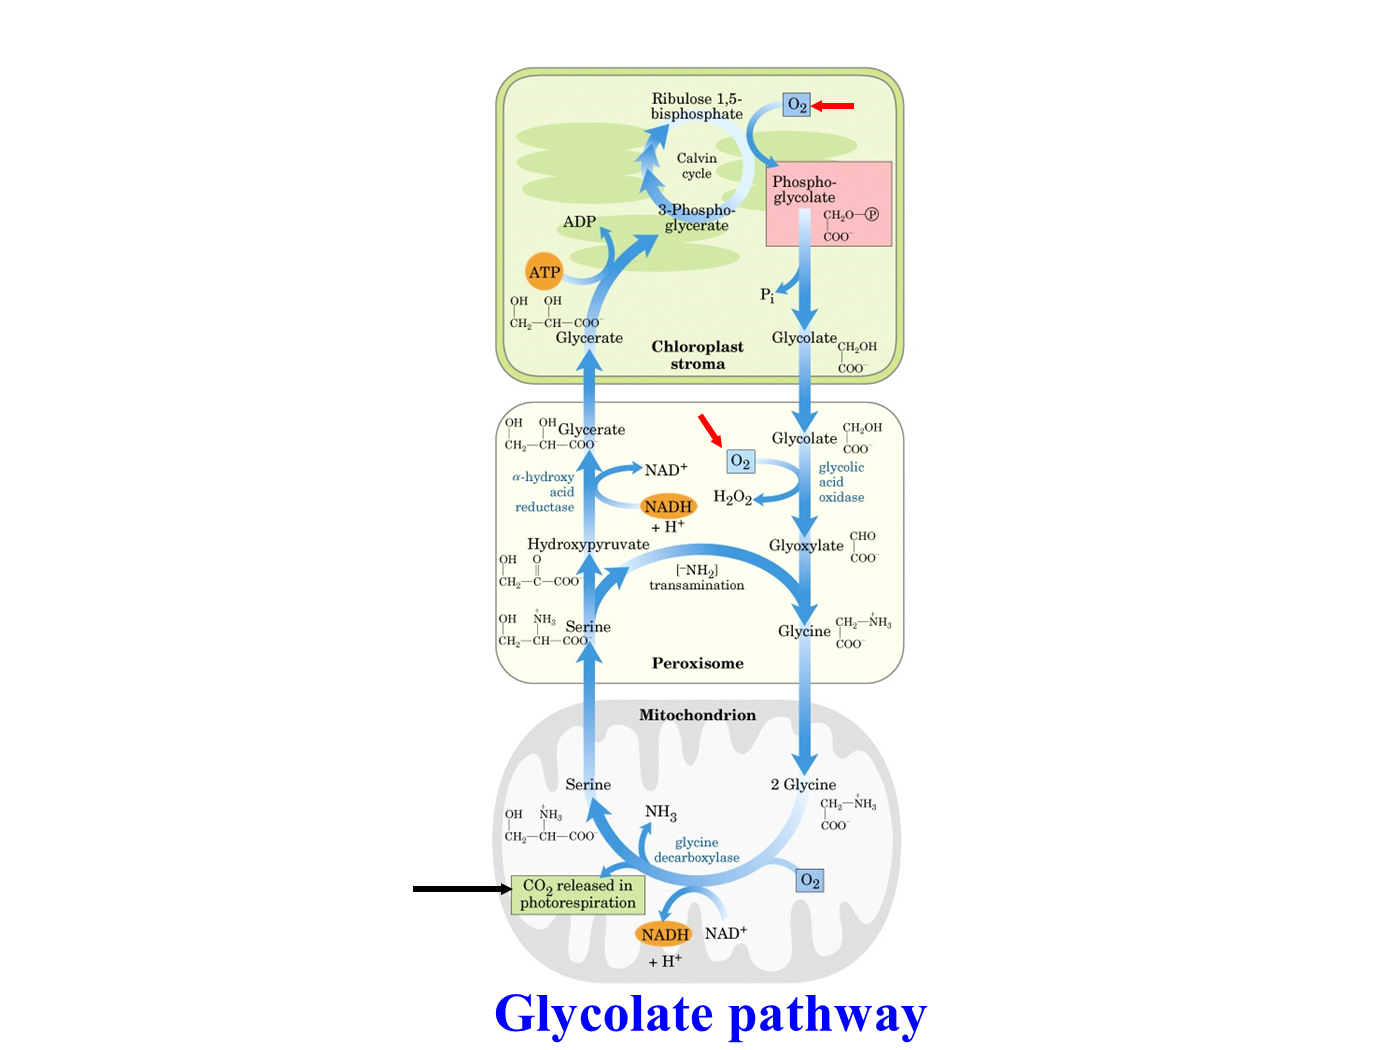 Ribulose 1,5-
bisphosphate
O2
Calvin
cycle
Phospho-
glycolate
CH2O—P
COO−
3-Phospho-
glycerate
ADP
ATP
Pi
OH OH
CH2—CH—COO−
Glycerate
Glycolate
CH2OH
COO−
Chloroplast
stroma
OH OH
CH2—CH—COO−
Glycerate
Glycolate
CH2OH
COO−
α-hydroxy
acid
reductase
NAD+
NADH
+ H+
O2
H2O2
glycolic
acid
oxidase
Hydroxypyruvate
OH O
CH2—C—COO−
Glyoxylate
CHO
COO−
[−NH2]
transamination
OH +NH3
CH2—CH—COO−
Serine
Glycine
CH2—+NH3
COO−
Peroxisome
Mitochondrion
Serine
OH +NH3
CH2—CH—COO−
2 Glycine
CH2—+NH3
COO−
NH3
glycine
decarboxylase
O2
CO2 released in
photorespiration
NADH
+ H+
NAD+
Glycolate pathway